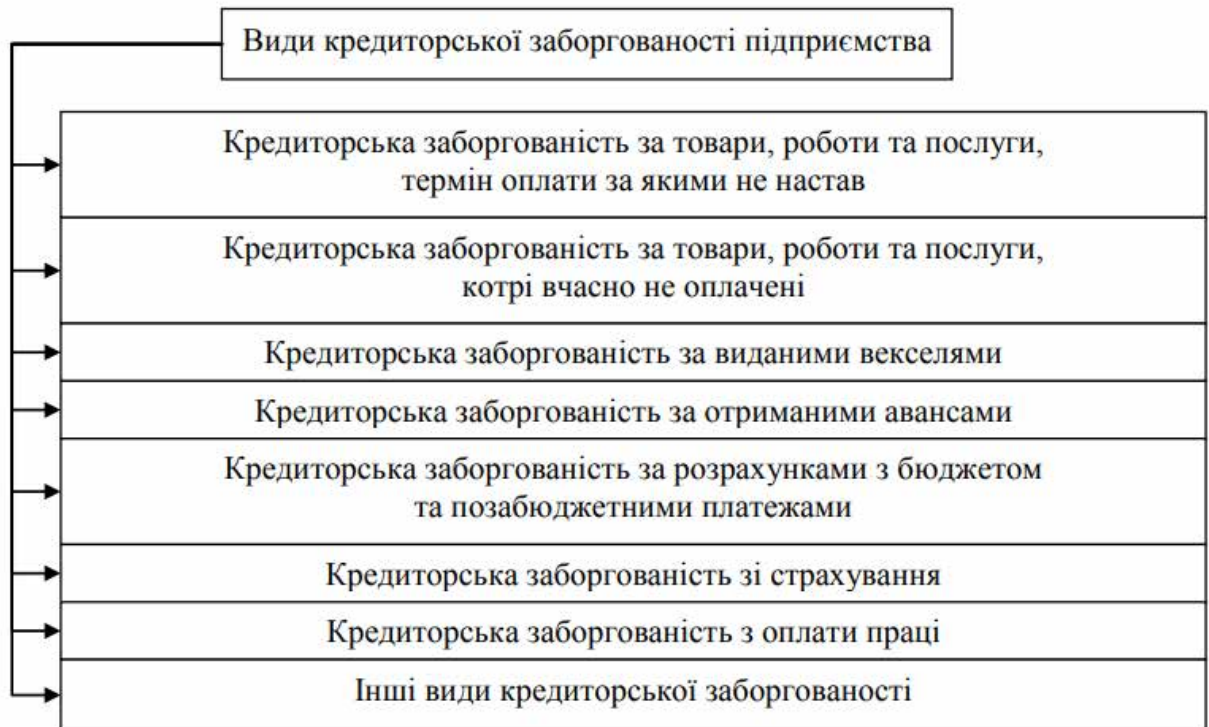 Види кредиторської заборгованості підприємства
Кредиторська заборгованість за товари, роботи та послуги,
термін оплати за якими не настав
Кредиторська заборгованість за товари, роботи та послуги,
котрі вчасно не оплачені
Кредиторська заборгованість за виданими векселями
Кредиторська заборгованість за отриманими авансами
Кредиторська заборгованість за розрахунками з бюджетом
та позабюджетними платежами
Кредиторська заборгованість зі страхування
Кредиторська заборгованість з оплати праці
Інші види кредиторської заборгованості